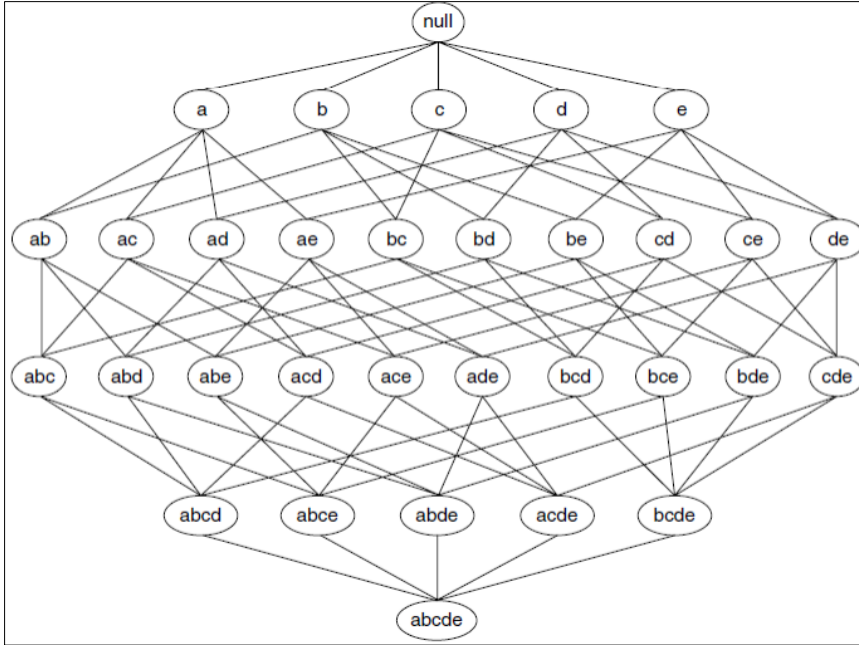 null
a b c d e
ab ac ad ae bc bd be cd ce de
abc abd abe acd ace ade bcd bce bde cde
abcd abce abde acde bcde
abcde